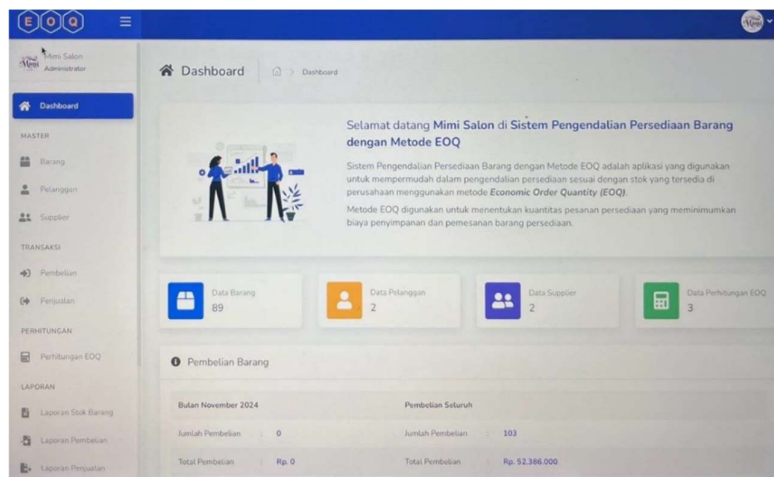 EOQ
Mimi Salon
Administrator
Dashboard
Dashboard
> Dashboard
MASTER
Barang
Pelanggan
Supplier
TRANSAKSI
Pembelian
Penjualan
PERHITUNGAN
Perhitungan EOQ
LAPORAN
Laporan Stok Barang
Laporan Pembelian
Laporan Penjualan
Selamat datang Mimi Salon di Sistem Pengendalian Persediaan Barang
dengan Metode EOQ
Sistem Pengendalian Persediaan Barang dengan Metode EOQ adalah aplikasi yang digunakan
untuk mempermudah dalam pengendalian persediaan sesuai dengan stok yang tersedia di
perusahaan menggunakan metode Economic Order Quantity (EOQ).
Metode EOQ digunakan untuk menentukan kuantitas pesanan persediaan yang meminimumkan
biaya penyimpanan dan pemesanan barang persediaan.
Data Barang
89
Data Pelanggan
2
Data Supplier
2
Data Perhitungan EOQ
3
Pembelian Barang
Bulan November 2024 Pembelian Seluruh
Jumlah Pembelian : 0 Jumlah Pembelian : 103
Total Pembelian : Rp. 0 Total Pembelian : Rp. 52.386.000